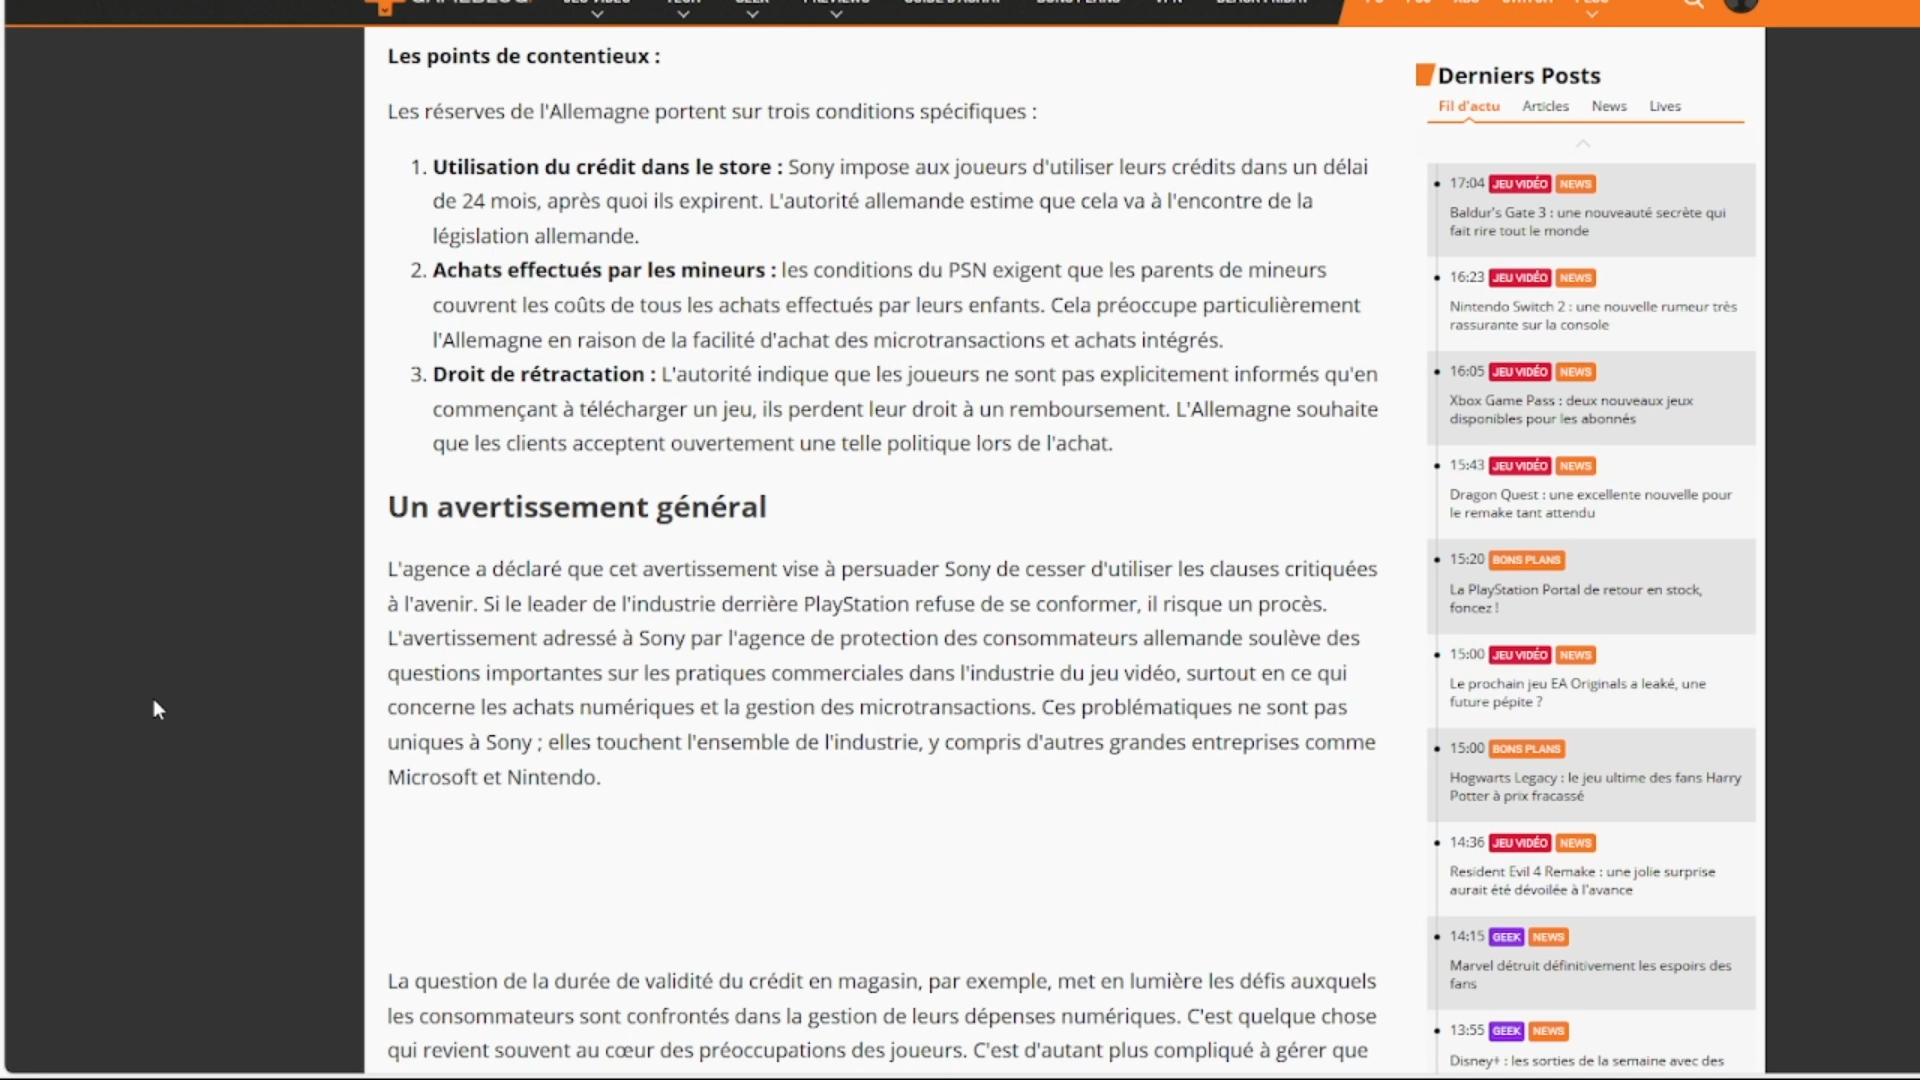 Les points de contentieux :
Les réserves de l'Allemagne portent sur trois conditions spécifiques :
1. Utilisation du crédit dans le store : Sony impose aux joueurs d'utiliser leurs crédits dans un délai
de 24 mois, après quoi ils expirent. L'autorité allemande estime que cela va à l'encontre de la
législation allemande.
2. Achats effectués par les mineurs : les conditions du PSN exigent que les parents de mineurs
couvrent les coûts de tous les achats effectués par leurs enfants. Cela préoccupe particulièrement
l'Allemagne en raison de la facilité d'achat des microtransactions et achats intégrés.
3. Droit de rétractation : L'autorité indique que les joueurs ne sont pas explicitement informés qu'en
commençant à télécharger un jeu, ils perdent leur droit à un remboursement. L'Allemagne souhaite
que les clients acceptent ouvertement une telle politique lors de l'achat.
Un avertissement général
L'agence a déclaré que cet avertissement vise à persuader Sony de cesser d'utiliser les clauses critiquées
à l'avenir. Si le leader de l'industrie derrière PlayStation refuse de se conformer, il risque un procès.
L'avertissement adressé à Sony par l'agence de protection des consommateurs allemande soulève des
questions importantes sur les pratiques commerciales dans l'industrie du jeu vidéo, surtout en ce qui
concerne les achats numériques et la gestion des microtransactions. Ces problématiques ne sont pas
uniques à Sony ; elles touchent l'ensemble de l'industrie, y compris d'autres grandes entreprises comme
Microsoft et Nintendo.
La question de la durée de validité du crédit en magasin, par exemple, met en lumière les défis auxquels
les consommateurs sont confrontés dans la gestion de leurs dépenses numériques. C'est quelque chose
qui revient souvent au cœur des préoccupations des joueurs. C'est d'autant plus compliqué à gérer que
Derniers Posts
Fil d'actu Articles News Lives
17:04 JEU VIDÉO NEWS
Baldur's Gate 3 : une nouveauté secrète qui
fait rire tout le monde
16:23 JEU VIDÉO NEWS
Nintendo Switch 2 : une nouvelle rumeur très
rassurante sur la console
16:05 JEU VIDÉO NEWS
Xbox Game Pass : deux nouveaux jeux
disponibles pour les abonnés
15:43 JEU VIDÉO NEWS
Dragon Quest : une excellente nouvelle pour
le remake tant attendu
15:20 BONS PLANS
La PlayStation Portal de retour en stock,
foncez !
15:00 JEU VIDÉO NEWS
Le prochain jeu EA Originals a leaké, une
future pépite ?
15:00 BONS PLANS
Hogwarts Legacy : le jeu ultime des fans Harry
Potter à prix fracassé
14:36 JEU VIDÉO NEWS
Resident Evil 4 Remake : une jolie surprise
aurait été dévoilée à l'avance
14:15 GEEK NEWS
Marvel détruit définitivement les espoirs des
fans
13:55 GEEK NEWS
Disney+ : les sorties de la semaine avec des